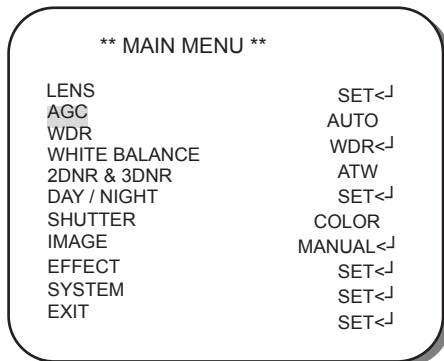 ** MAIN MENU **
LENS
AGC
WDR
WHITE BALANCE
2DNR & 3DNR
DAY / NIGHT
SHUTTER
IMAGE
EFFECT
SYSTEM
EXIT
SET<┘
AUTO
WDR<┘
ATW
SET<┘
COLOR
MANUAL<┘
SET<┘
SET<┘
SET<┘